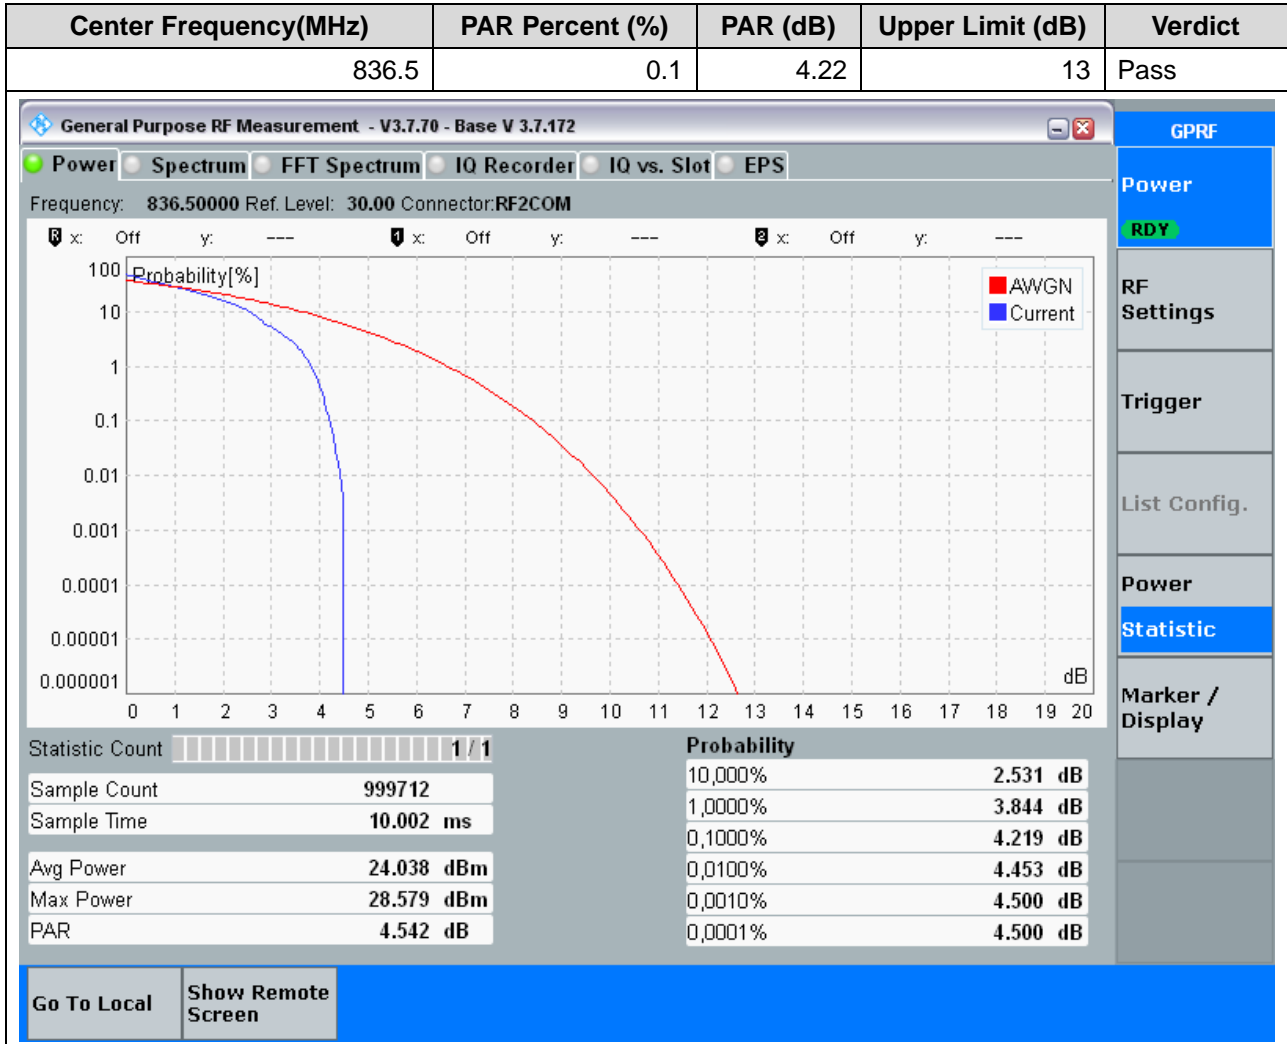 Center Frequency(MHz) PAR Percent (%) PAR (dB) Upper Limit (dB) Verdict
836.5 0.1 4.22 13 Pass
General Purpose RF Measurement - V3.7.70 - Base V 3.7.172
GPRF
Power Spectrum FFT Spectrum IQ Recorder IQ vs. Slot EPS
Power
RDY
Frequency: 836.50000 Ref. Level: 30.00 Connector:RF2COM
R x: Off y: --- 1 x: Off y: --- 2 x: Off y: ---
Probability[%]
AWGN
Current
100
10
1
0.1
0.01
0.001
0.0001
0.00001
0.000001
dB
0 1 2 3 4 5 6 7 8 9 10 11 12 13 14 15 16 17 18 19 20
RF
Settings
Trigger
List Config.
Power
Statistic
Marker /
Display
Statistic Count 1 / 1
Sample Count 999712
Sample Time 10.002 ms
Avg Power 24.038 dBm
Max Power 28.579 dBm
PAR 4.542 dB
Probability
10,000% 2.531 dB
1,0000% 3.844 dB
0,1000% 4.219 dB
0,0100% 4.453 dB
0,0010% 4.500 dB
0,0001% 4.500 dB
Go To Local
Show Remote
Screen